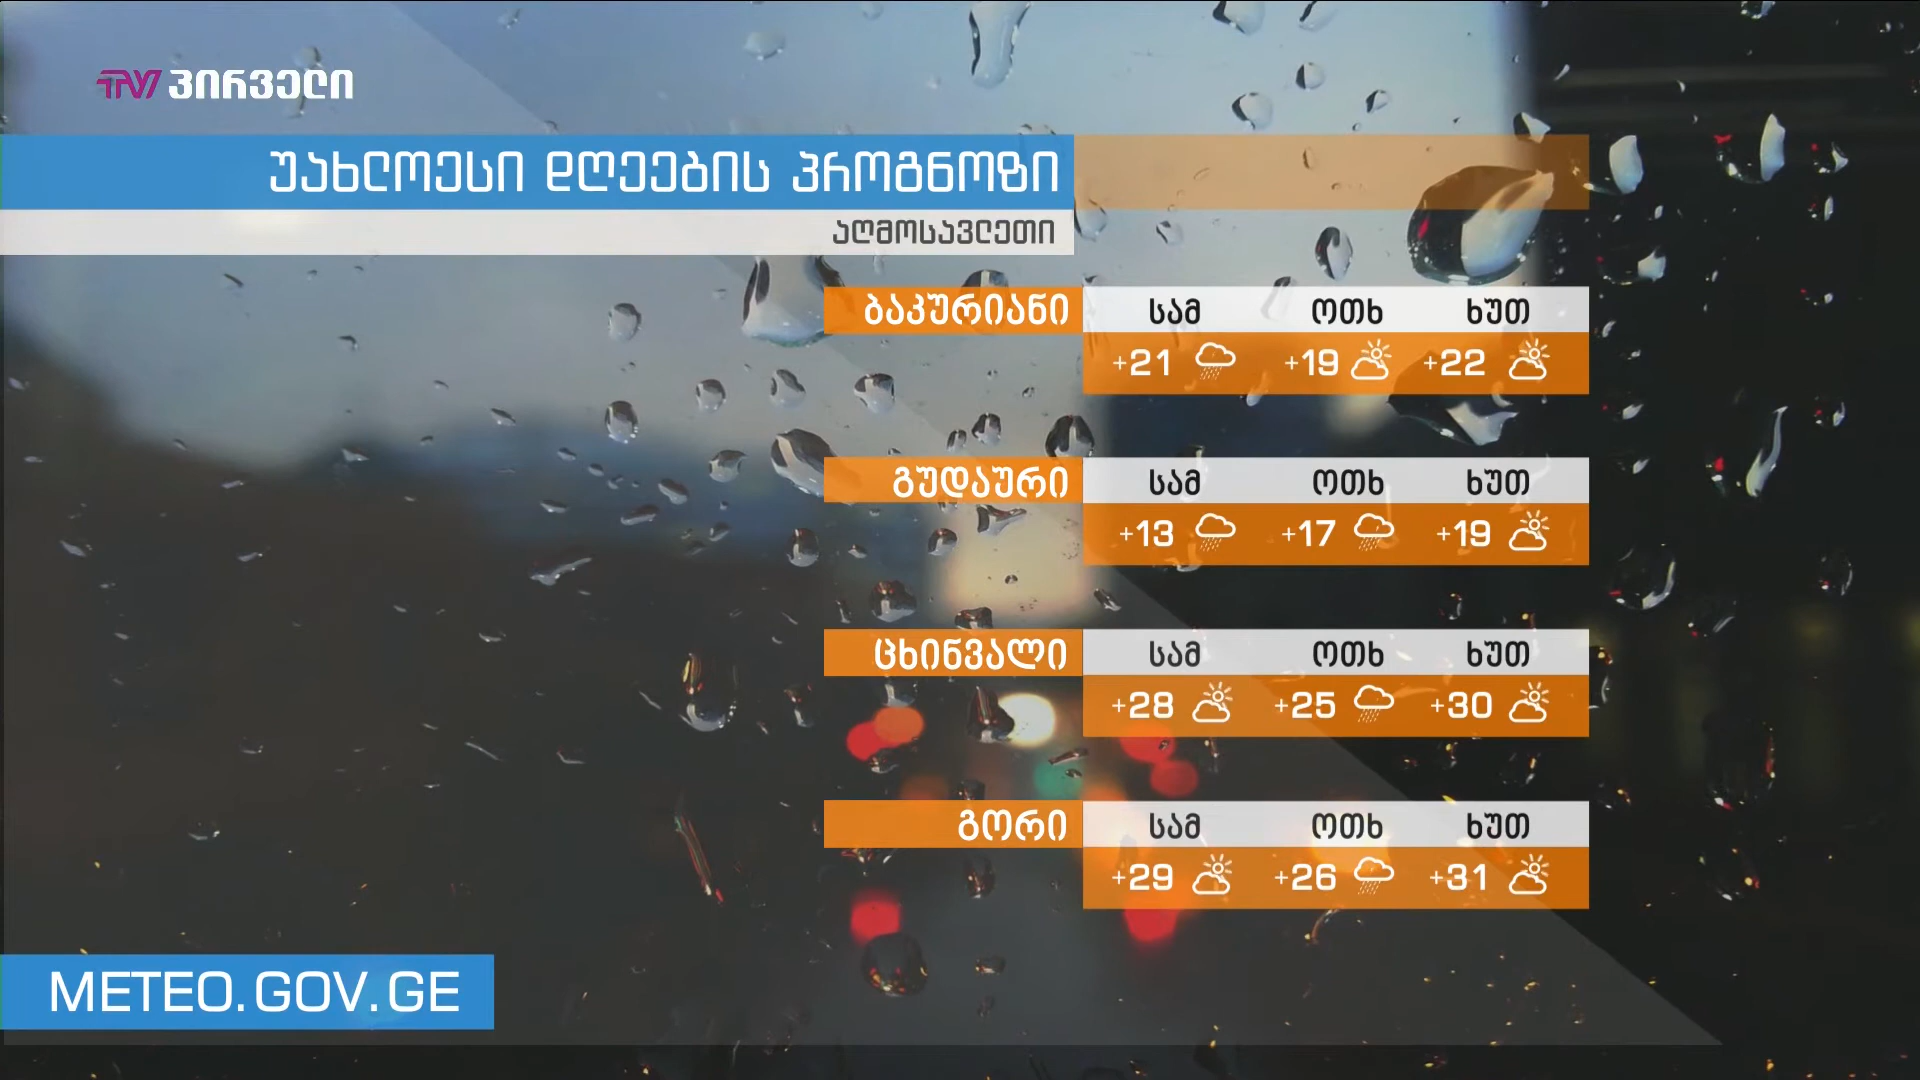 TV პირველი
უახლოესი დღეების პროგნოზი
აღმოსავლეთი
ბაკურიანი სამ ოთხ ხუთ
+21 +19 +22
გუდაური სამ ოთხ ხუთ
+13 +17 +19
ცხინვალი სამ ოთხ ხუთ
+28 +25 +30
გორი სამ ოთხ ხუთ
+29 +26 +31
METEO.GOV.GE